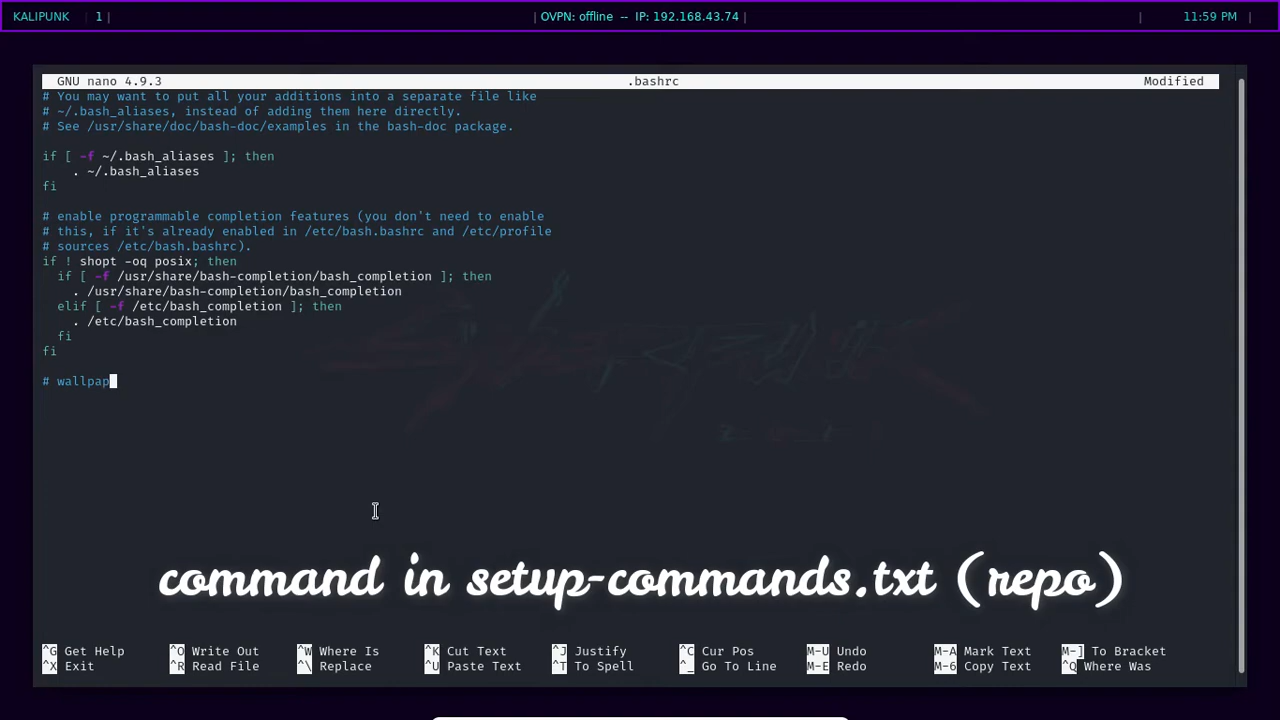 KALIPUNK 1 | | OVPN: offline -- IP: 192.168.43.74 | | 11:59 PM |
GNU nano 4.9.3 .bashrc Modified
# You may want to put all your additions into a separate file like
# ~/.bash_aliases, instead of adding them here directly.
# See /usr/share/doc/bash-doc/examples in the bash-doc package.
if [ -f ~/.bash_aliases ]; then
. ~/.bash_aliases
fi
# enable programmable completion features (you don't need to enable
# this, if it's already enabled in /etc/bash.bashrc and /etc/profile
# sources /etc/bash.bashrc).
if ! shopt -oq posix; then
if [ -f /usr/share/bash-completion/bash_completion ]; then
. /usr/share/bash-completion/bash_completion
elif [ -f /etc/bash_completion ]; then
. /etc/bash_completion
fi
fi
# wallpap
command in setup-commands.txt (repo)
^G Get Help ^O Write Out ^W Where Is ^K Cut Text ^J Justify ^C Cur Pos M-U Undo M-A Mark Text M-] To Bracket
^X Exit ^R Read File ^\ Replace ^U Paste Text ^T To Spell ^_ Go To Line M-E Redo M-6 Copy Text ^Q Where Was